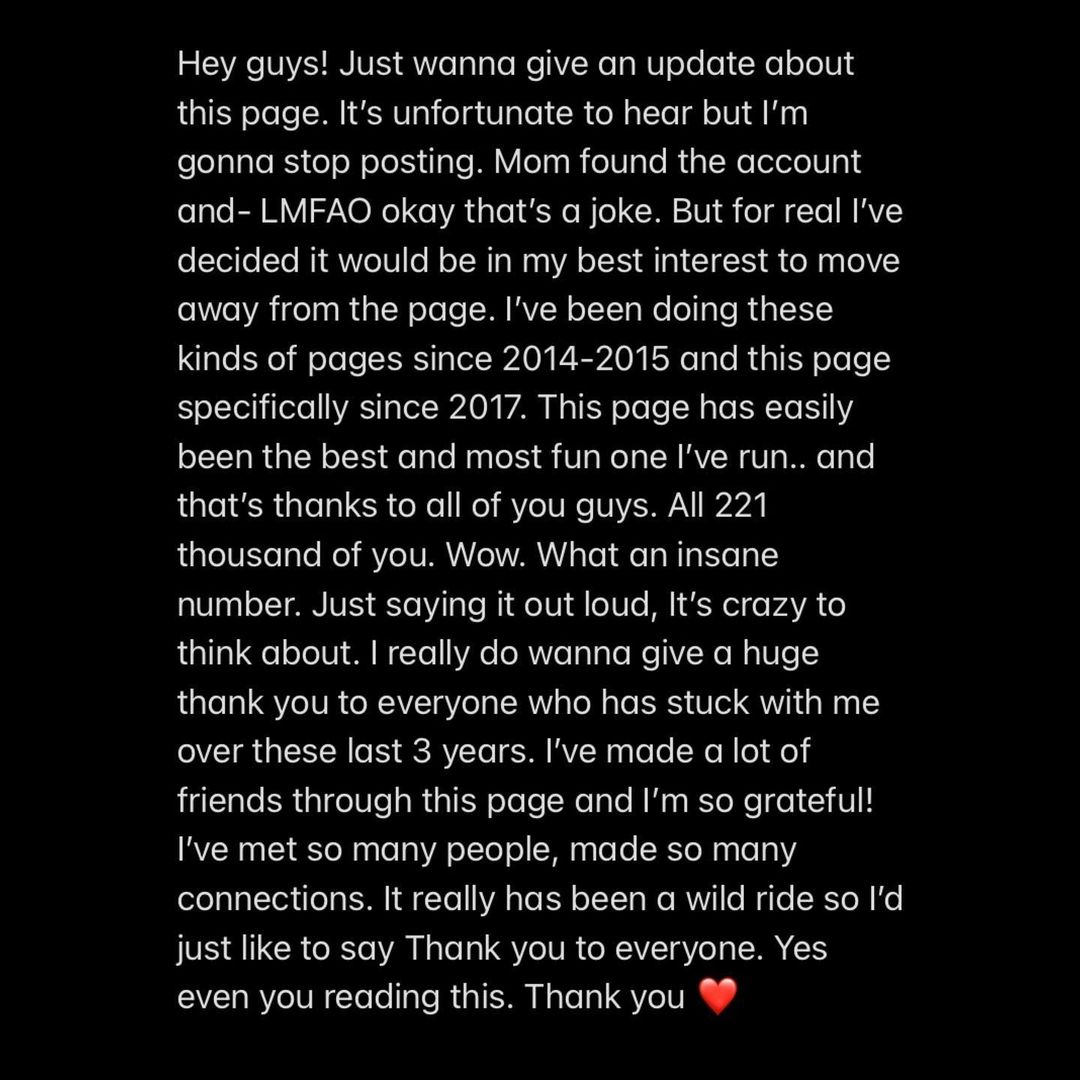 Hey guys! Just wanna give an update about
this page. It’s unfortunate to hear but I’m
gonna stop posting. Mom found the account
and- LMFAO okay that’s a joke. But for real I’ve
decided it would be in my best interest to move
away from the page. I’ve been doing these
kinds of pages since 2014-2015 and this page
specifically since 2017. This page has easily
been the best and most fun one I’ve run.. and
that’s thanks to all of you guys. All 221
thousand of you. Wow. What an insane
number. Just saying it out loud, It’s crazy to
think about. I really do wanna give a huge
thank you to everyone who has stuck with me
over these last 3 years. I’ve made a lot of
friends through this page and I’m so grateful!
I’ve met so many people, made so many
connections. It really has been a wild ride so I’d
just like to say Thank you to everyone. Yes
even you reading this. Thank you ❤️